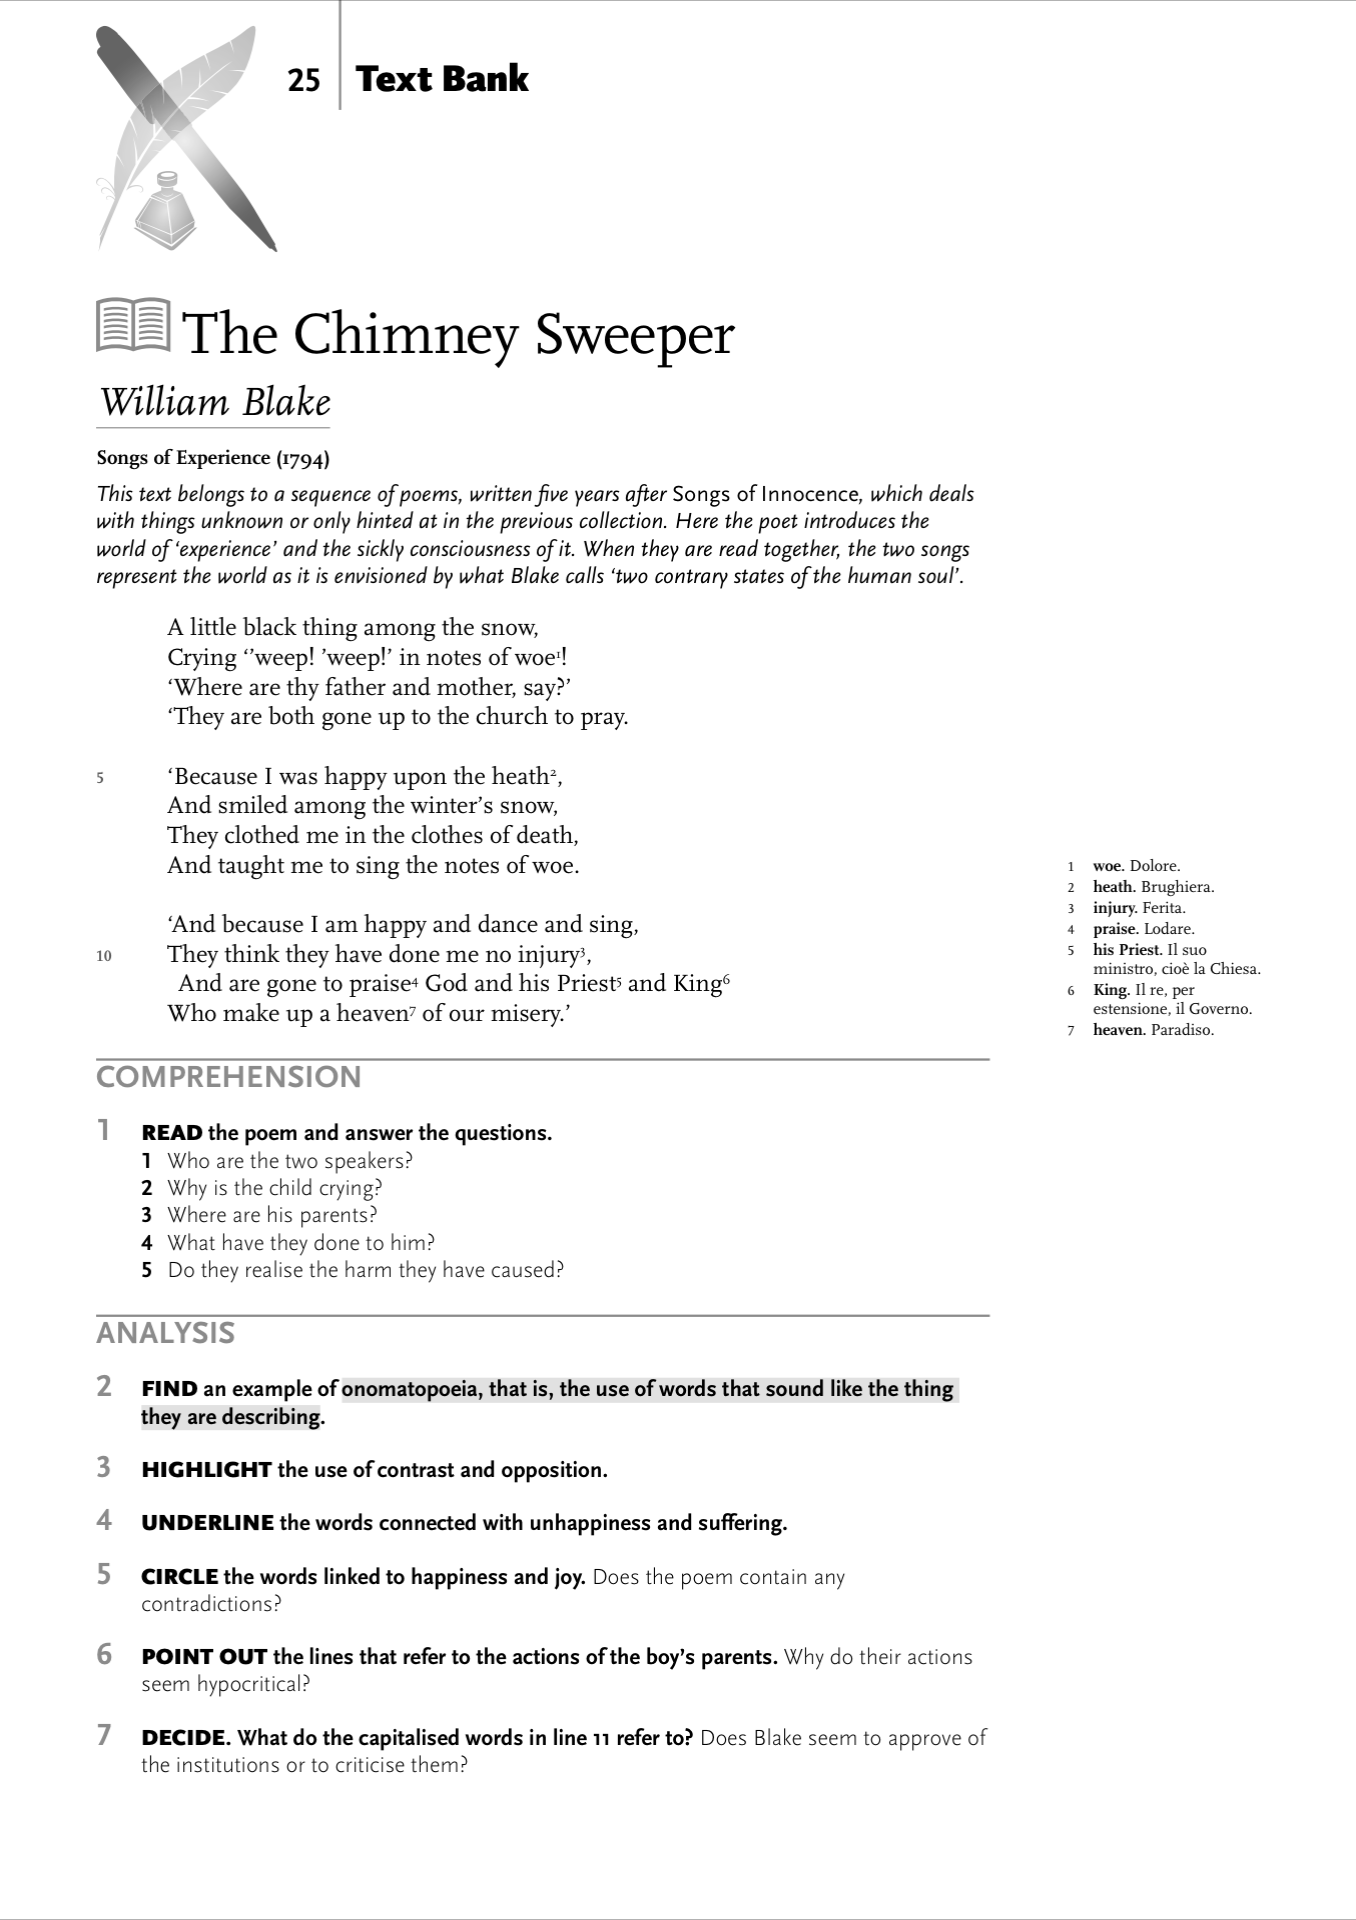 25 Text Bank
The Chimney Sweeper
William Blake
Songs of Experience (1794)
This text belongs to a sequence of poems, written five years after Songs of Innocence, which deals
with things unknown or only hinted at in the previous collection. Here the poet introduces the
world of ‘experience’ and the sickly consciousness of it. When they are read together, the two songs
represent the world as it is envisioned by what Blake calls ‘two contrary states of the human soul’.
A little black thing among the snow,
Crying ‘’weep! ’weep!’ in notes of woe¹!
‘Where are thy father and mother, say?’
‘They are both gone up to the church to pray.
5 ‘Because I was happy upon the heath²,
And smiled among the winter’s snow,
They clothed me in the clothes of death,
And taught me to sing the notes of woe.
‘And because I am happy and dance and sing,
10 They think they have done me no injury³,
And are gone to praise⁴ God and his Priest⁵ and King⁶
Who make up a heaven⁷ of our misery.’
1 woe. Dolore.
2 heath. Brughiera.
3 injury. Ferita.
4 praise. Lodare.
5 his Priest. Il suo
ministro, cioè la Chiesa.
6 King. Il re, per
estensione, il Governo.
7 heaven. Paradiso.
COMPREHENSION
1 READ the poem and answer the questions.
1 Who are the two speakers?
2 Why is the child crying?
3 Where are his parents?
4 What have they done to him?
5 Do they realise the harm they have caused?
ANALYSIS
2 FIND an example of onomatopoeia, that is, the use of words that sound like the thing
they are describing.
3 HIGHLIGHT the use of contrast and opposition.
4 UNDERLINE the words connected with unhappiness and suffering.
5 CIRCLE the words linked to happiness and joy. Does the poem contain any
contradictions?
6 POINT OUT the lines that refer to the actions of the boy’s parents. Why do their actions
seem hypocritical?
7 DECIDE. What do the capitalised words in line 11 refer to? Does Blake seem to approve of
the institutions or to criticise them?